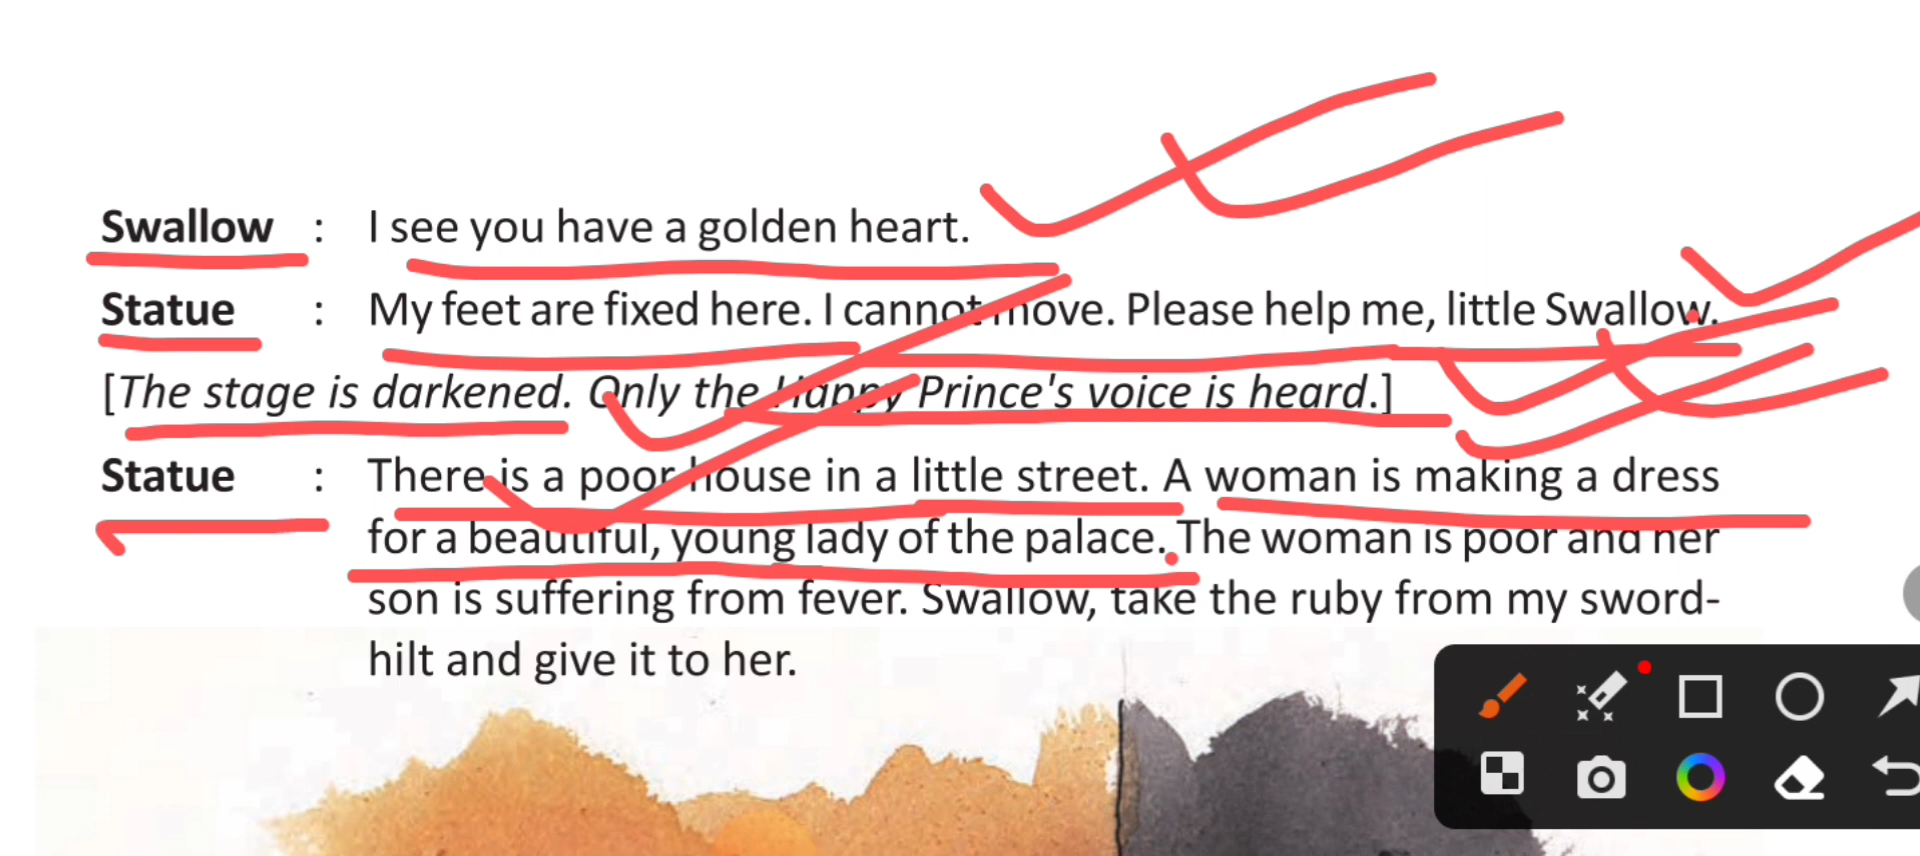 Swallow : I see you have a golden heart.
Statue : My feet are fixed here. I cannot move. Please help me, little Swallow.
[The stage is darkened. Only the Happy Prince's voice is heard.]
Statue : There is a poor house in a little street. A woman is making a dress
for a beautiful, young lady of the palace. The woman is poor and her
son is suffering from fever. Swallow, take the ruby from my sword-
hilt and give it to her.